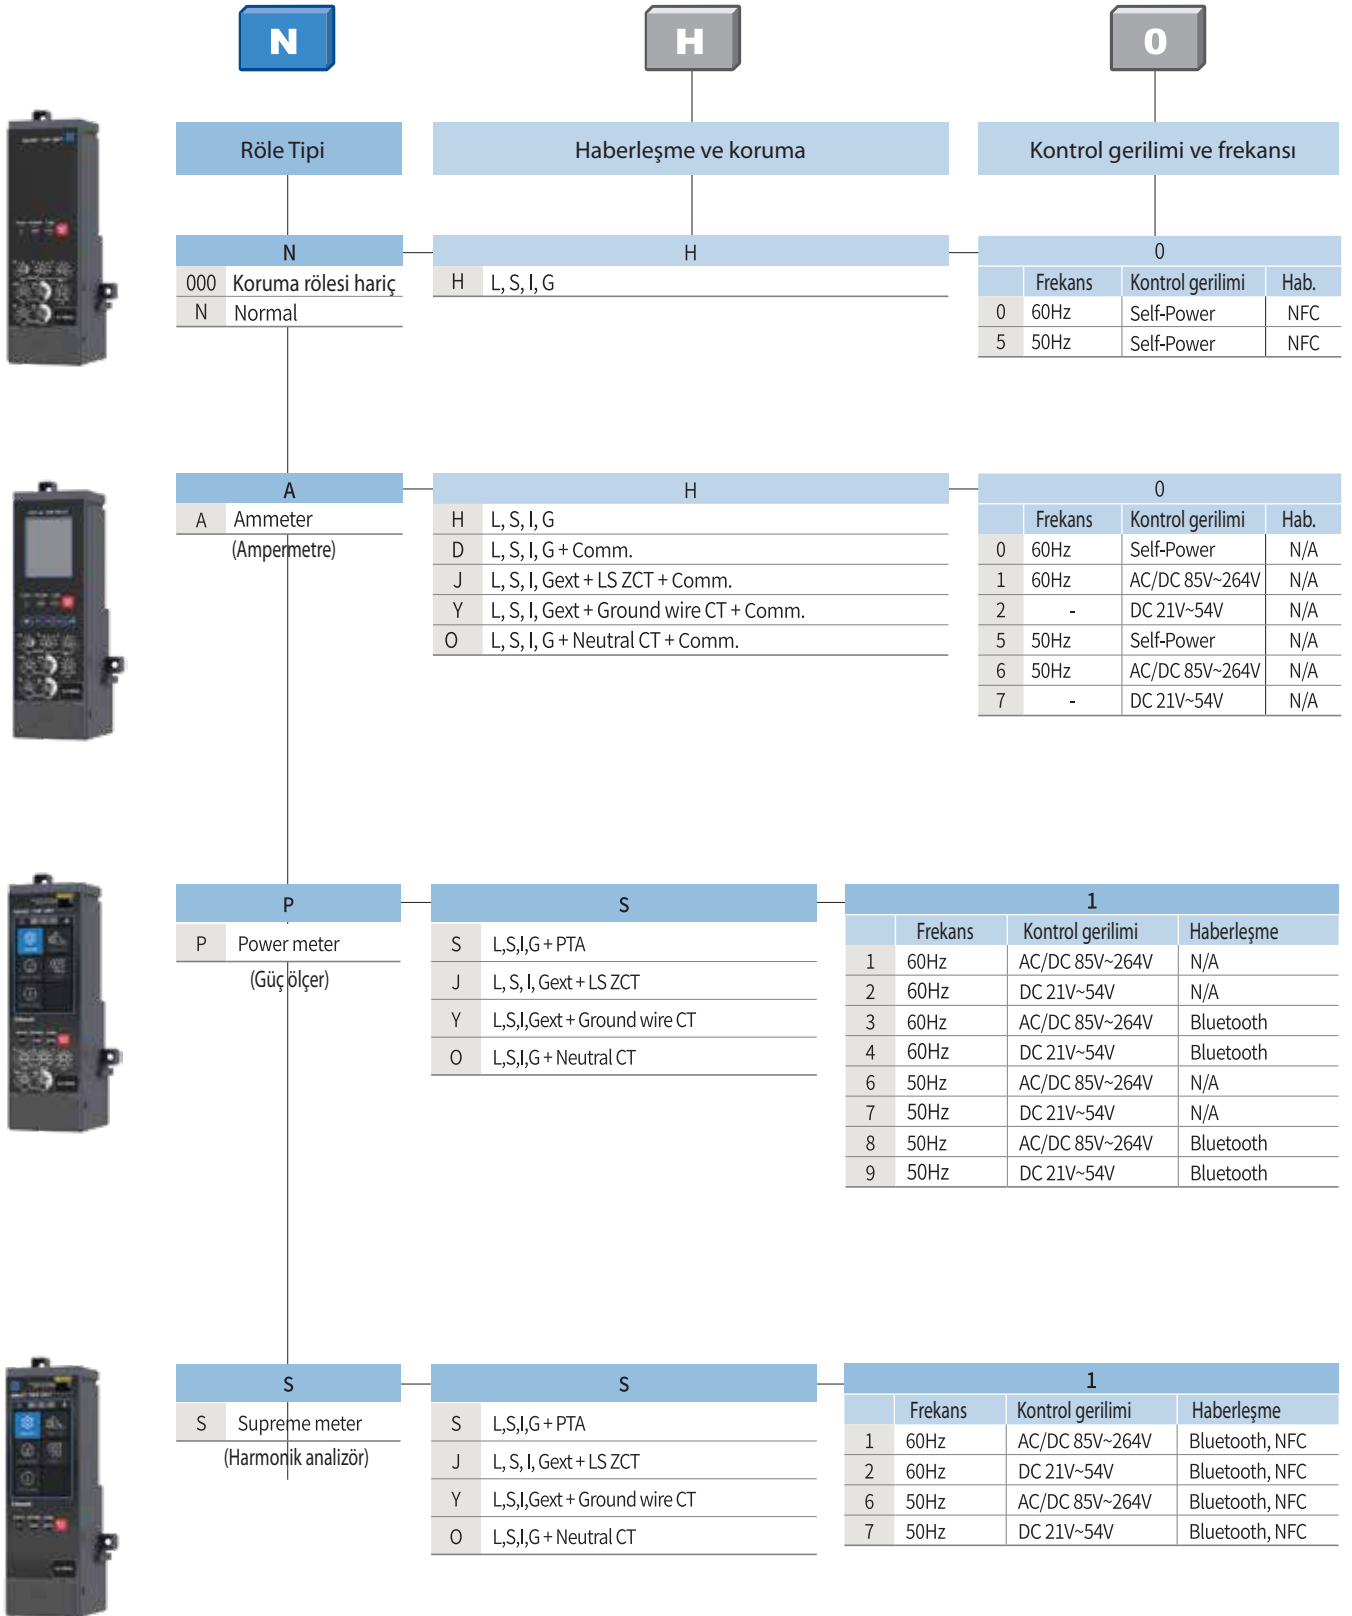 N H 0
Röle Tipi Haberleşme ve koruma Kontrol gerilimi ve frekansı
N H 0
000 Koruma rölesi hariç H L, S, I, G Frekans Kontrol gerilimi Hab.
N Normal 0 60Hz Self-Power NFC
5 50Hz Self-Power NFC
A H 0
A Ammeter H L, S, I, G Frekans Kontrol gerilimi Hab.
(Ampermetre) D L, S, I, G + Comm. 0 60Hz Self-Power N/A
J L, S, I, Gext + LS ZCT + Comm. 1 60Hz AC/DC 85V~264V N/A
Y L, S, I, Gext + Ground wire CT + Comm. 2 - DC 21V~54V N/A
O L, S, I, G + Neutral CT + Comm. 5 50Hz Self-Power N/A
6 50Hz AC/DC 85V~264V N/A
7 - DC 21V~54V N/A
P S 1
P Power meter S L,S,I,G + PTA Frekans Kontrol gerilimi Haberleşme
(Güç ölçer) J L, S, I, Gext + LS ZCT 1 60Hz AC/DC 85V~264V N/A
2 60Hz DC 21V~54V N/A
Y L,S,I,Gext + Ground wire CT 3 60Hz AC/DC 85V~264V Bluetooth
O L,S,I,G + Neutral CT 4 60Hz DC 21V~54V Bluetooth
6 50Hz AC/DC 85V~264V N/A
7 50Hz DC 21V~54V N/A
8 50Hz AC/DC 85V~264V Bluetooth
9 50Hz DC 21V~54V Bluetooth
S S 1
S Supreme meter S L,S,I,G + PTA Frekans Kontrol gerilimi Haberleşme
(Harmonik analizör) J L, S, I, Gext + LS ZCT 1 60Hz AC/DC 85V~264V Bluetooth, NFC
2 60Hz DC 21V~54V Bluetooth, NFC
Y L,S,I,Gext + Ground wire CT 6 50Hz AC/DC 85V~264V Bluetooth, NFC
O L,S,I,G + Neutral CT 7 50Hz DC 21V~54V Bluetooth, NFC